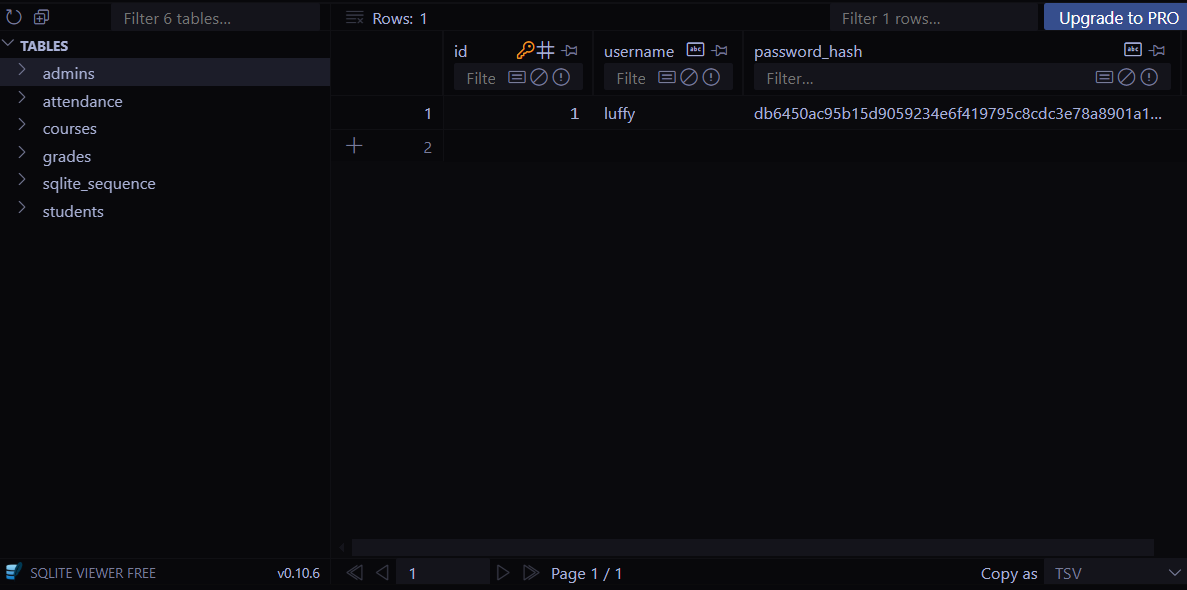 Filter 6 tables...
Rows: 1
Filter 1 rows...
Upgrade to PRO
TABLES
admins
attendance
courses
grades
sqlite_sequence
students
id
username abc
password_hash abc
Filte
Filte
Filter...
1 1 luffy db6450ac95b15d9059234e6f419795c8cdc3e78a8901a1...
2
SQLITE VIEWER FREE
v0.10.6
1
Page 1 / 1
Copy as
TSV